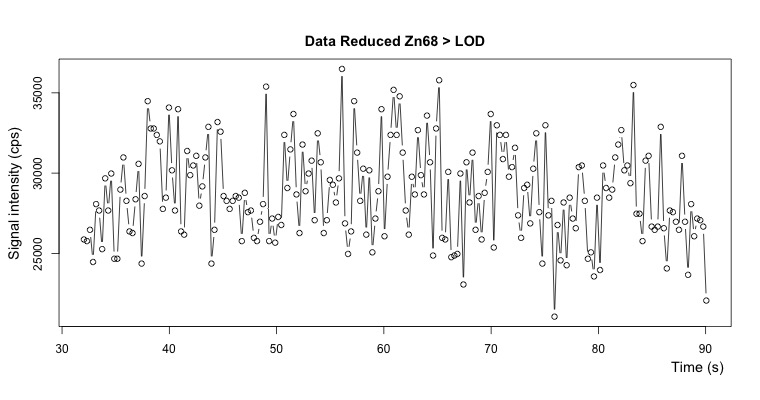 Data Reduced Zn68 > LOD
Signal intensity (cps)
35000
30000
25000
30 40 50 60 70 80 90
Time (s)